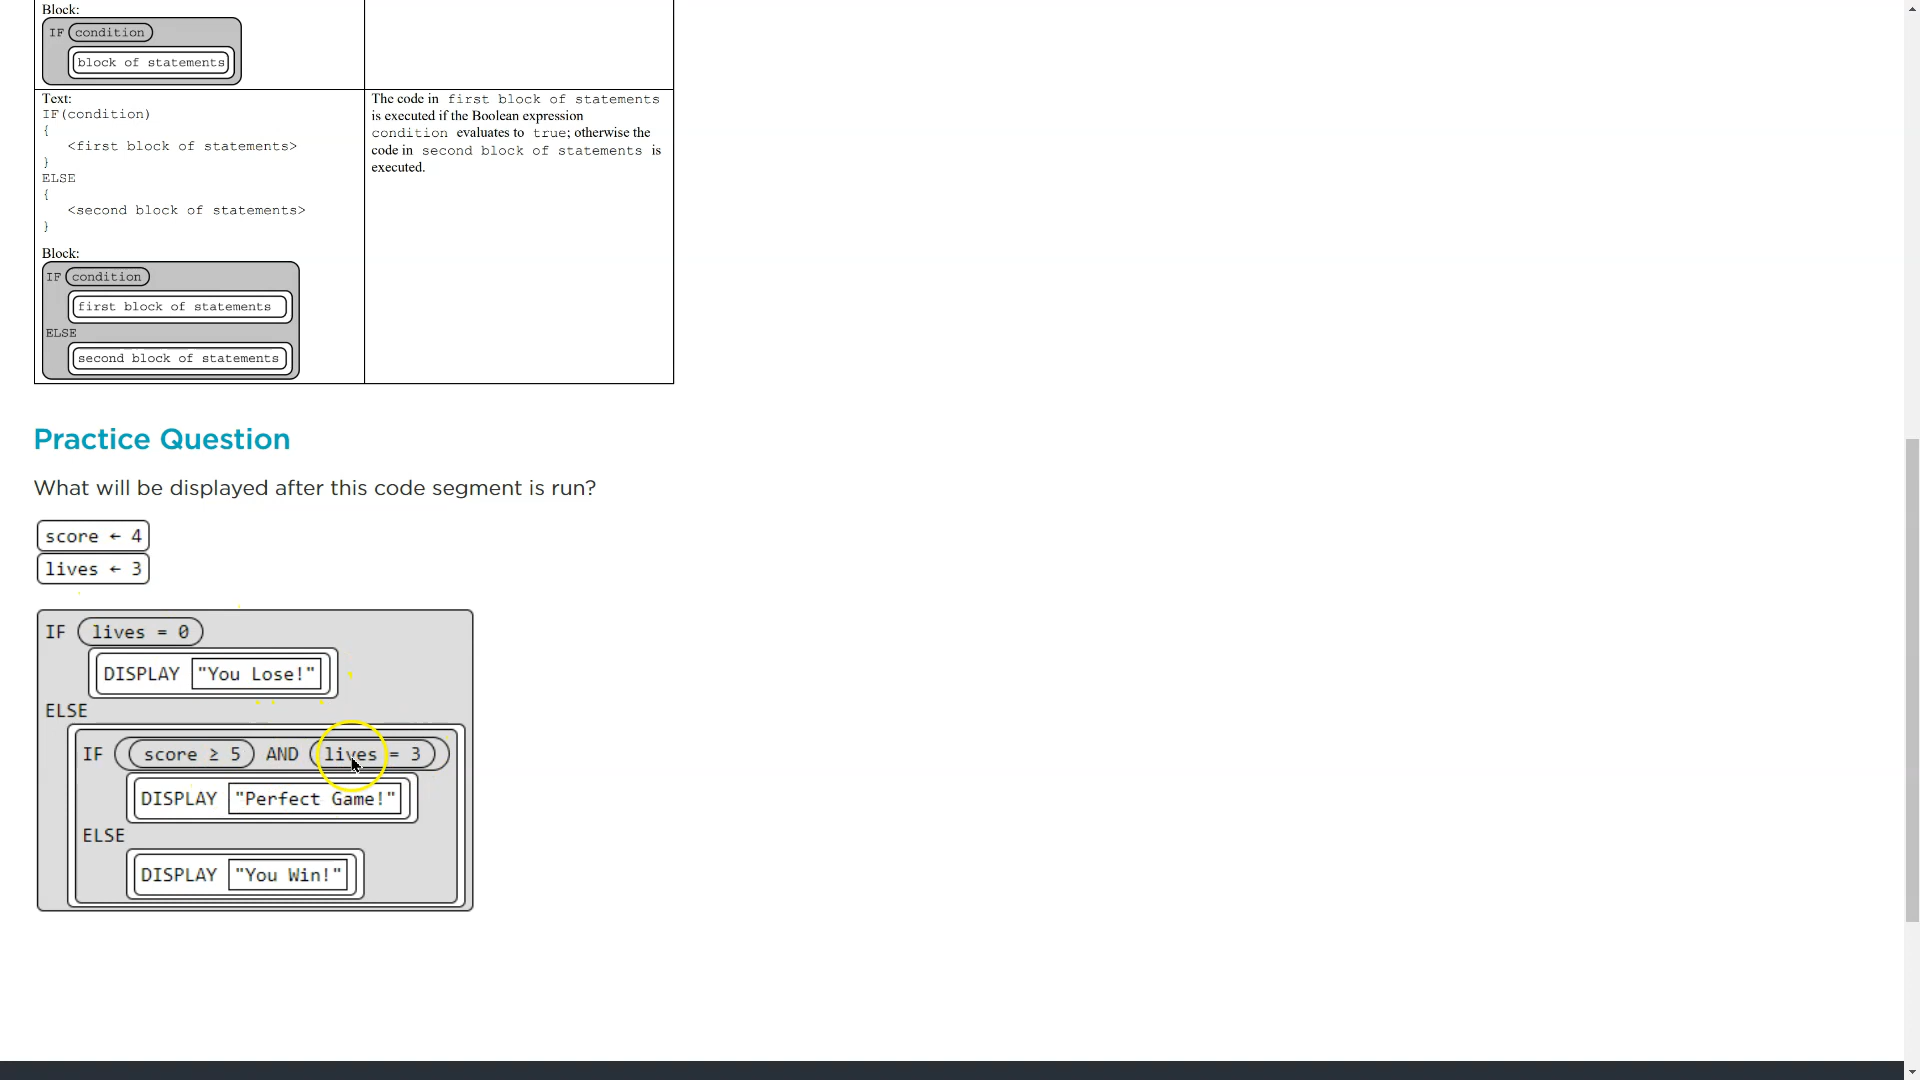 Block:
IF condition
block of statements
Text:
IF(condition)
{
<first block of statements>
}
ELSE
{
<second block of statements>
}
Block:
IF condition
first block of statements
ELSE
second block of statements
The code in first block of statements
is executed if the Boolean expression
condition evaluates to true; otherwise the
code in second block of statements is
executed.
Practice Question
What will be displayed after this code segment is run?
score ← 4
lives ← 3
IF lives = 0
DISPLAY "You Lose!"
ELSE
IF score ≥ 5 AND lives = 3
DISPLAY "Perfect Game!"
ELSE
DISPLAY "You Win!"